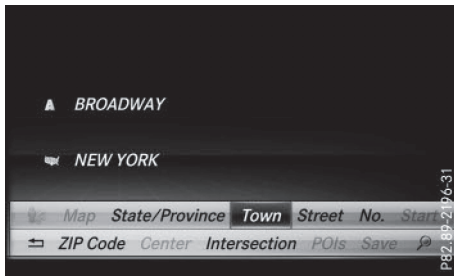 BROADWAY
NEW YORK
Map State/Province Town Street No. Start
ZIP Code Center Intersection POIs Save
P82.89-2196-31